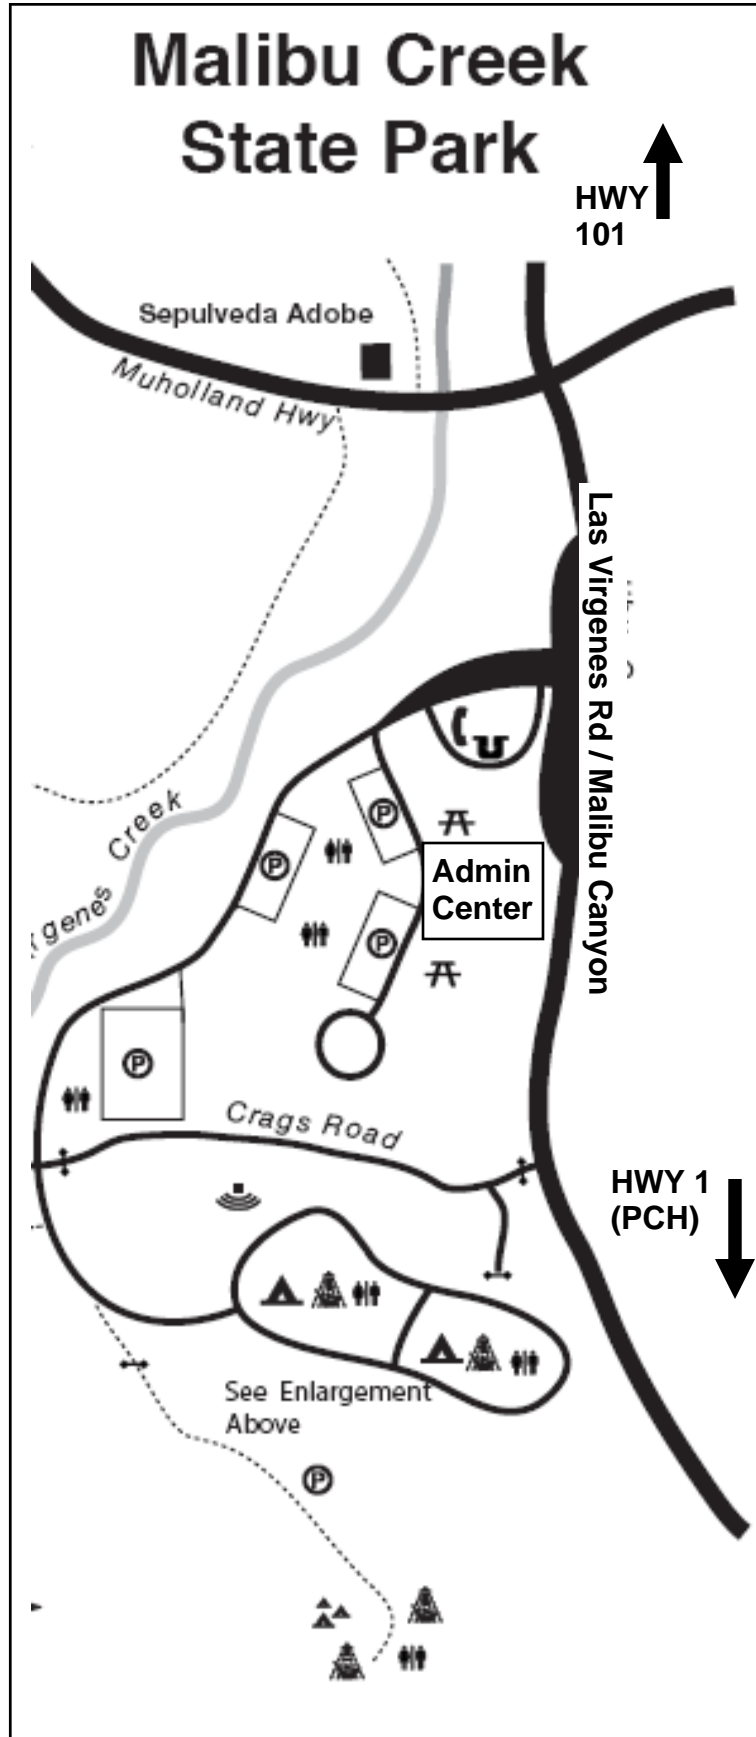 Malibu Creek
State Park
HWY
101
Sepulveda Adobe
Muholland Hwy
Las Virgenes Rd / Malibu Canyon
Creek
rgenes
P
P
Admin
Center
P
P
Crags Road
HWY 1
(PCH)
See Enlargement
Above
P